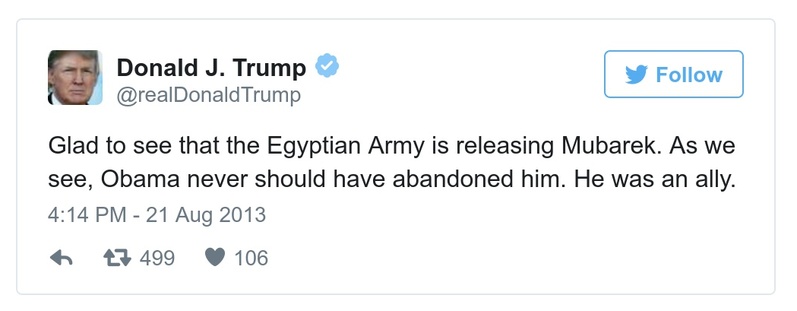 Donald J. Trump
@realDonaldTrump
Follow
Glad to see that the Egyptian Army is releasing Mubarek. As we
see, Obama never should have abandoned him. He was an ally.
4:14 PM - 21 Aug 2013
499 106